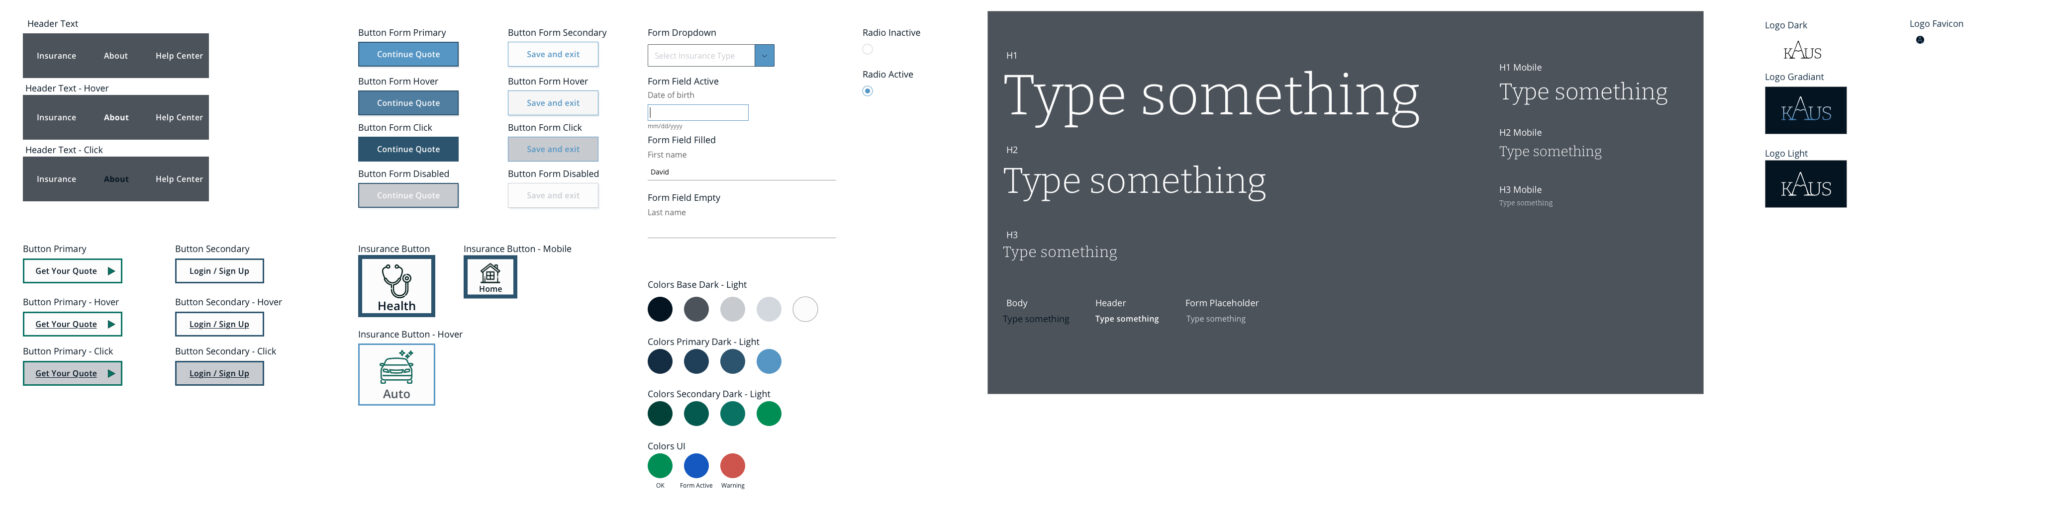 Header Text
Insurance About Help Center
Header Text - Hover
Insurance About Help Center
Header Text - Click
Insurance About Help Center
Button Primary
Get Your Quote
Button Primary - Hover
Get Your Quote
Button Primary - Click
Get Your Quote
Button Secondary
Login / Sign Up
Button Secondary - Hover
Login / Sign Up
Button Secondary - Click
Login / Sign Up
Button Form Primary
Continue Quote
Button Form Hover
Continue Quote
Button Form Click
Continue Quote
Button Form Disabled
Continue Quote
Button Form Secondary
Save and exit
Button Form Hover
Save and exit
Button Form Click
Save and exit
Button Form Disabled
Save and exit
Insurance Button
Health
Insurance Button - Hover
Auto
Insurance Button - Mobile
Home
Form Dropdown
Select Insurance Type
Form Field Active
Date of birth
mm/dd/yyyy
Form Field Filled
First name
David
Form Field Empty
Last name
Colors Base Dark - Light
Colors Primary Dark - Light
Colors Secondary Dark - Light
Colors UI
OK Form Active Warning
Radio Inactive
Radio Active
H1
Type something
H2
Type something
H3
Type something
Body
Type something
Header
Type something
Form Placeholder
Type something
H1 Mobile
Type something
H2 Mobile
Type something
H3 Mobile
Type something
Logo Dark
KAUS
Logo Gradiant
KAUS
Logo Light
KAUS
Logo Favicon